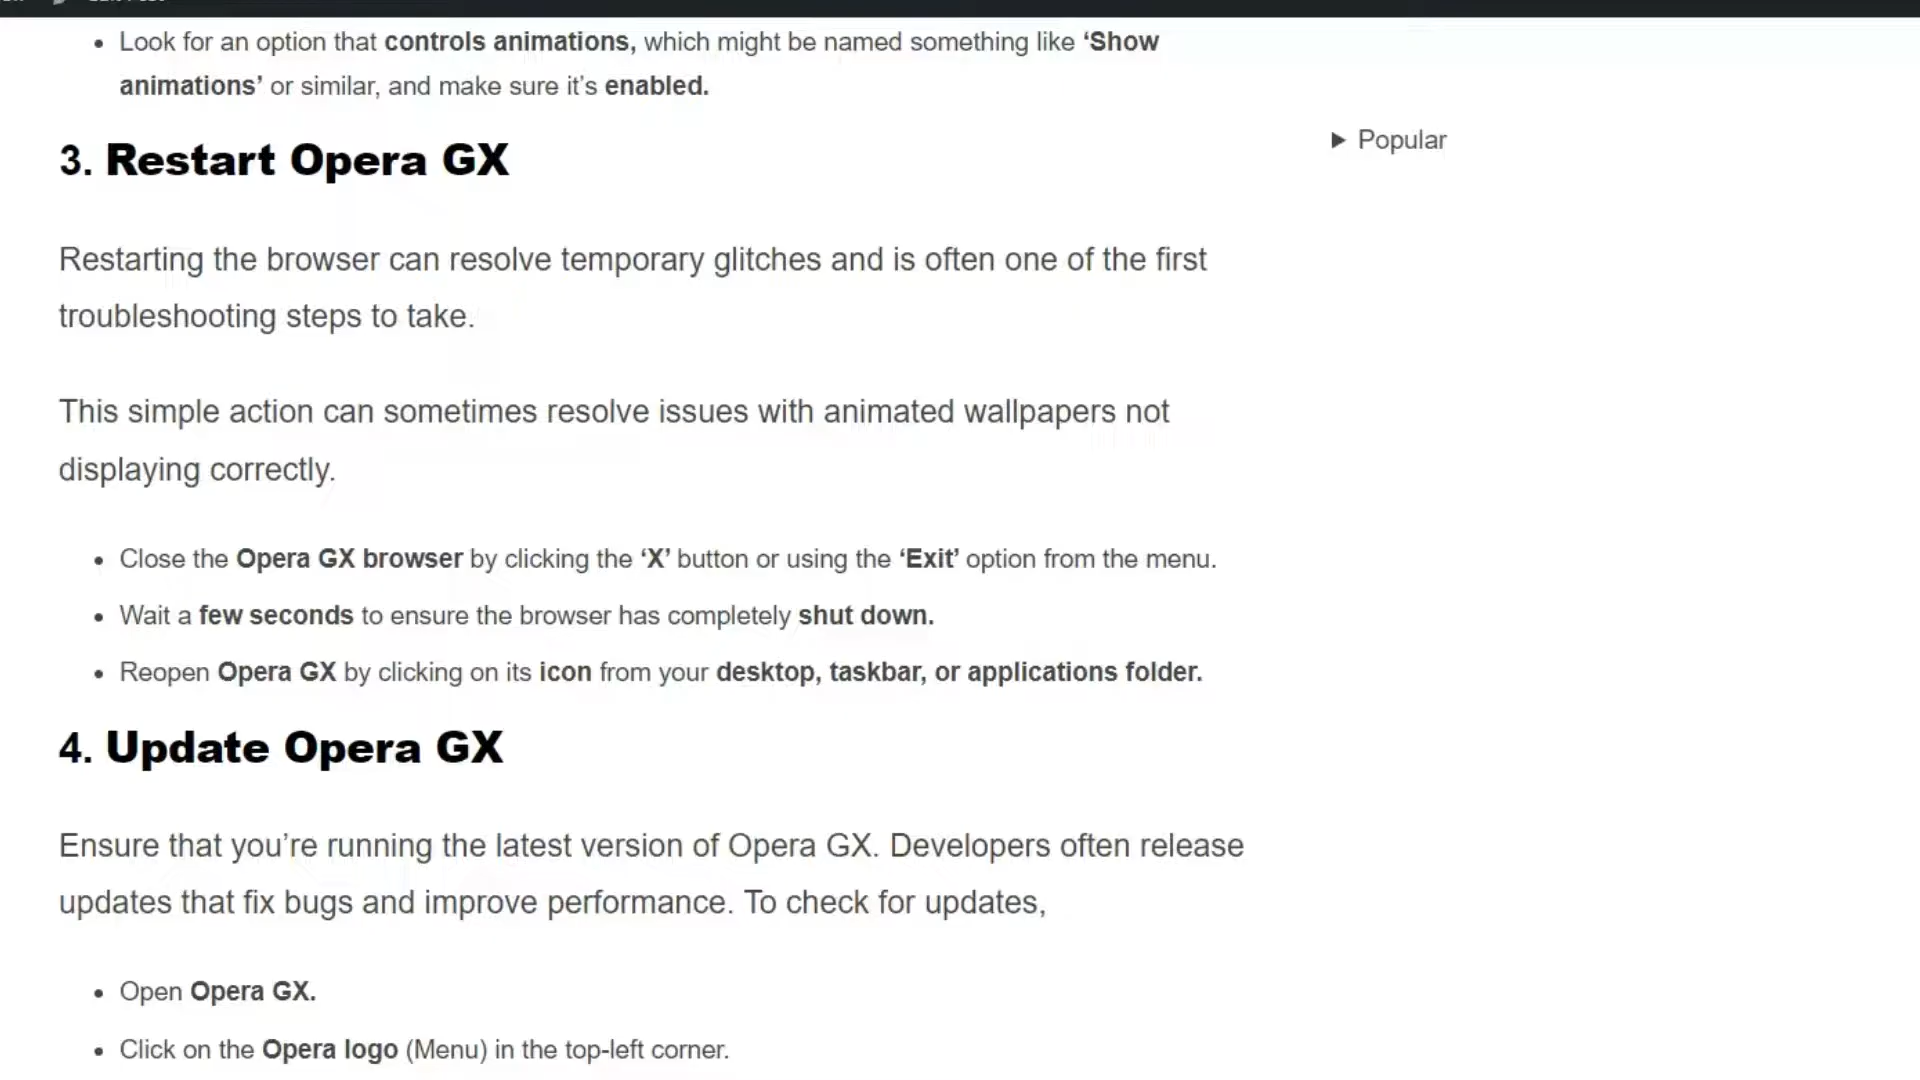 Look for an option that controls animations, which might be named something like ‘Show
animations’ or similar, and make sure it’s enabled.
Popular
3. Restart Opera GX
Restarting the browser can resolve temporary glitches and is often one of the first
troubleshooting steps to take.
This simple action can sometimes resolve issues with animated wallpapers not
displaying correctly.
Close the Opera GX browser by clicking the ‘X’ button or using the ‘Exit’ option from the menu.
Wait a few seconds to ensure the browser has completely shut down.
Reopen Opera GX by clicking on its icon from your desktop, taskbar, or applications folder.
4. Update Opera GX
Ensure that you’re running the latest version of Opera GX. Developers often release
updates that fix bugs and improve performance. To check for updates,
Open Opera GX.
Click on the Opera logo (Menu) in the top-left corner.